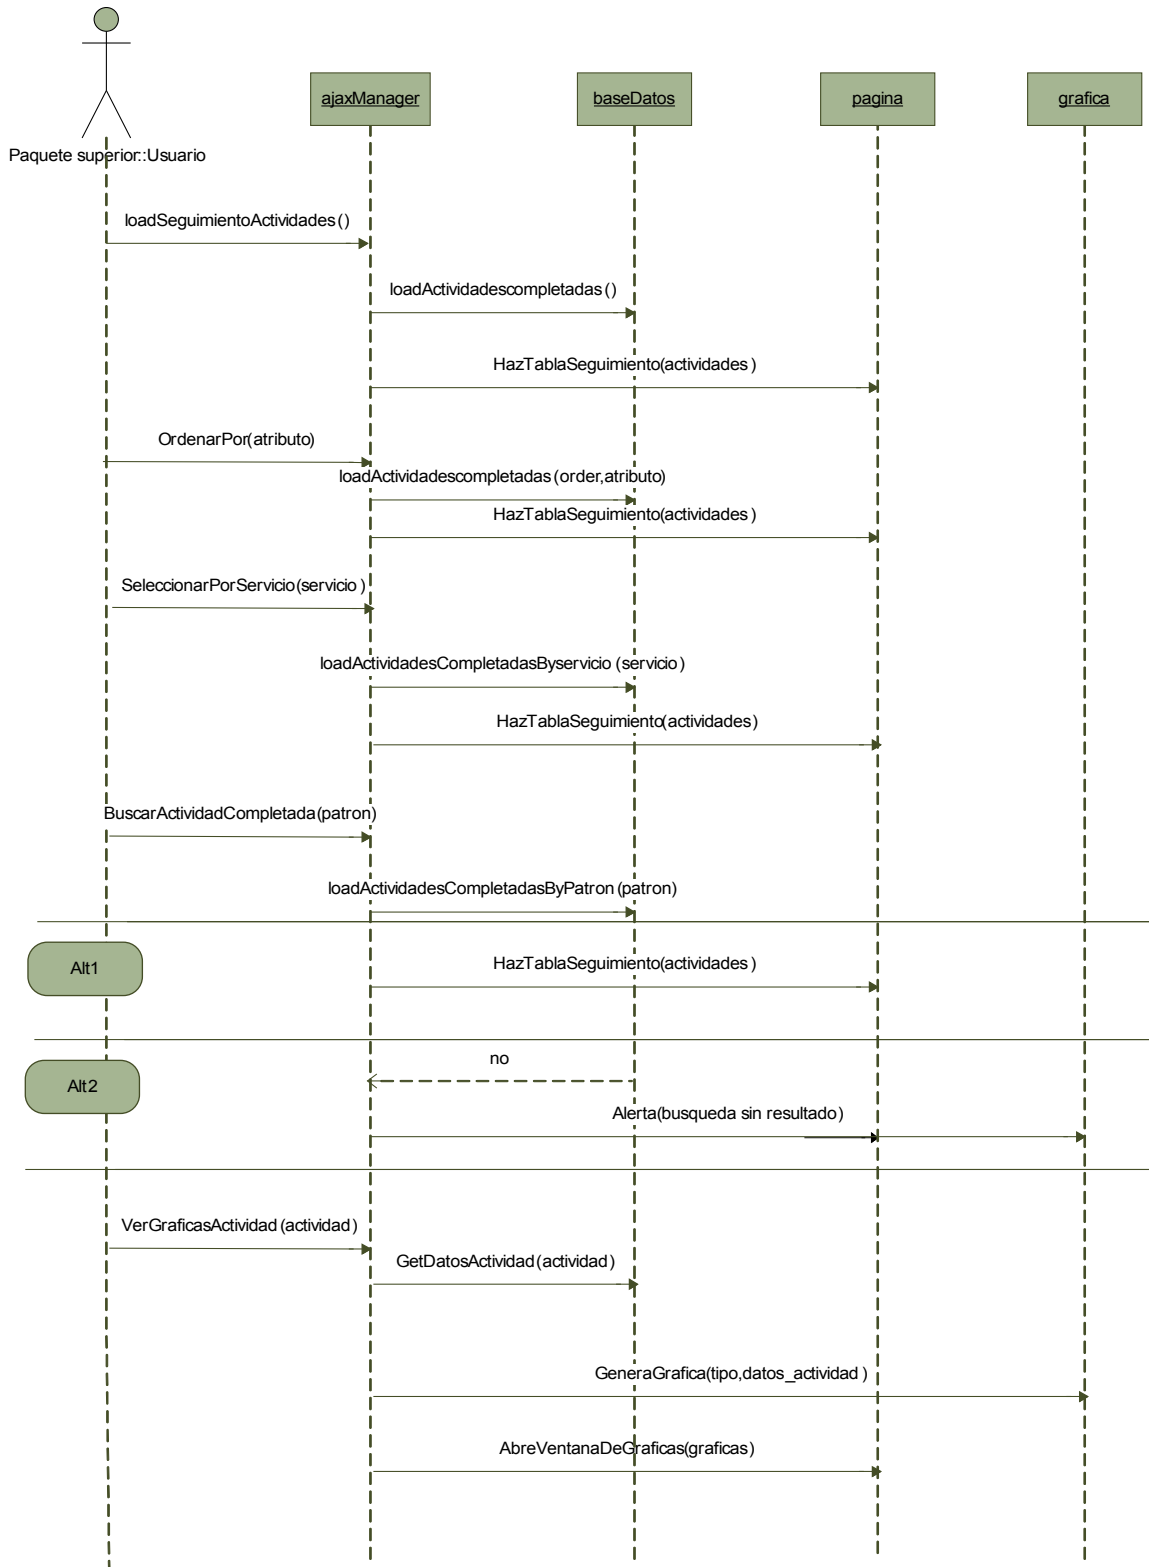 ajaxManager
baseDatos
pagina
grafica
Paquete superior::Usuario
loadSeguimientoActividades()
loadActividadescompletadas()
HazTablaSeguimiento(actividades)
OrdenarPor(atributo)
loadActividadescompletadas(order,atributo)
HazTablaSeguimiento(actividades)
SeleccionarPorServicio(servicio)
loadActividadesCompletadasByservicio(servicio)
HazTablaSeguimiento(actividades)
BuscarActividadCompletada(patron)
loadActividadesCompletadasByPatron(patron)
Alt1
HazTablaSeguimiento(actividades)
no
Alt2
Alerta(busqueda sin resultado)
VerGraficasActividad(actividad)
GetDatosActividad(actividad)
GeneraGrafica(tipo,datos_actividad)
AbreVentanaDeGraficas(graficas)